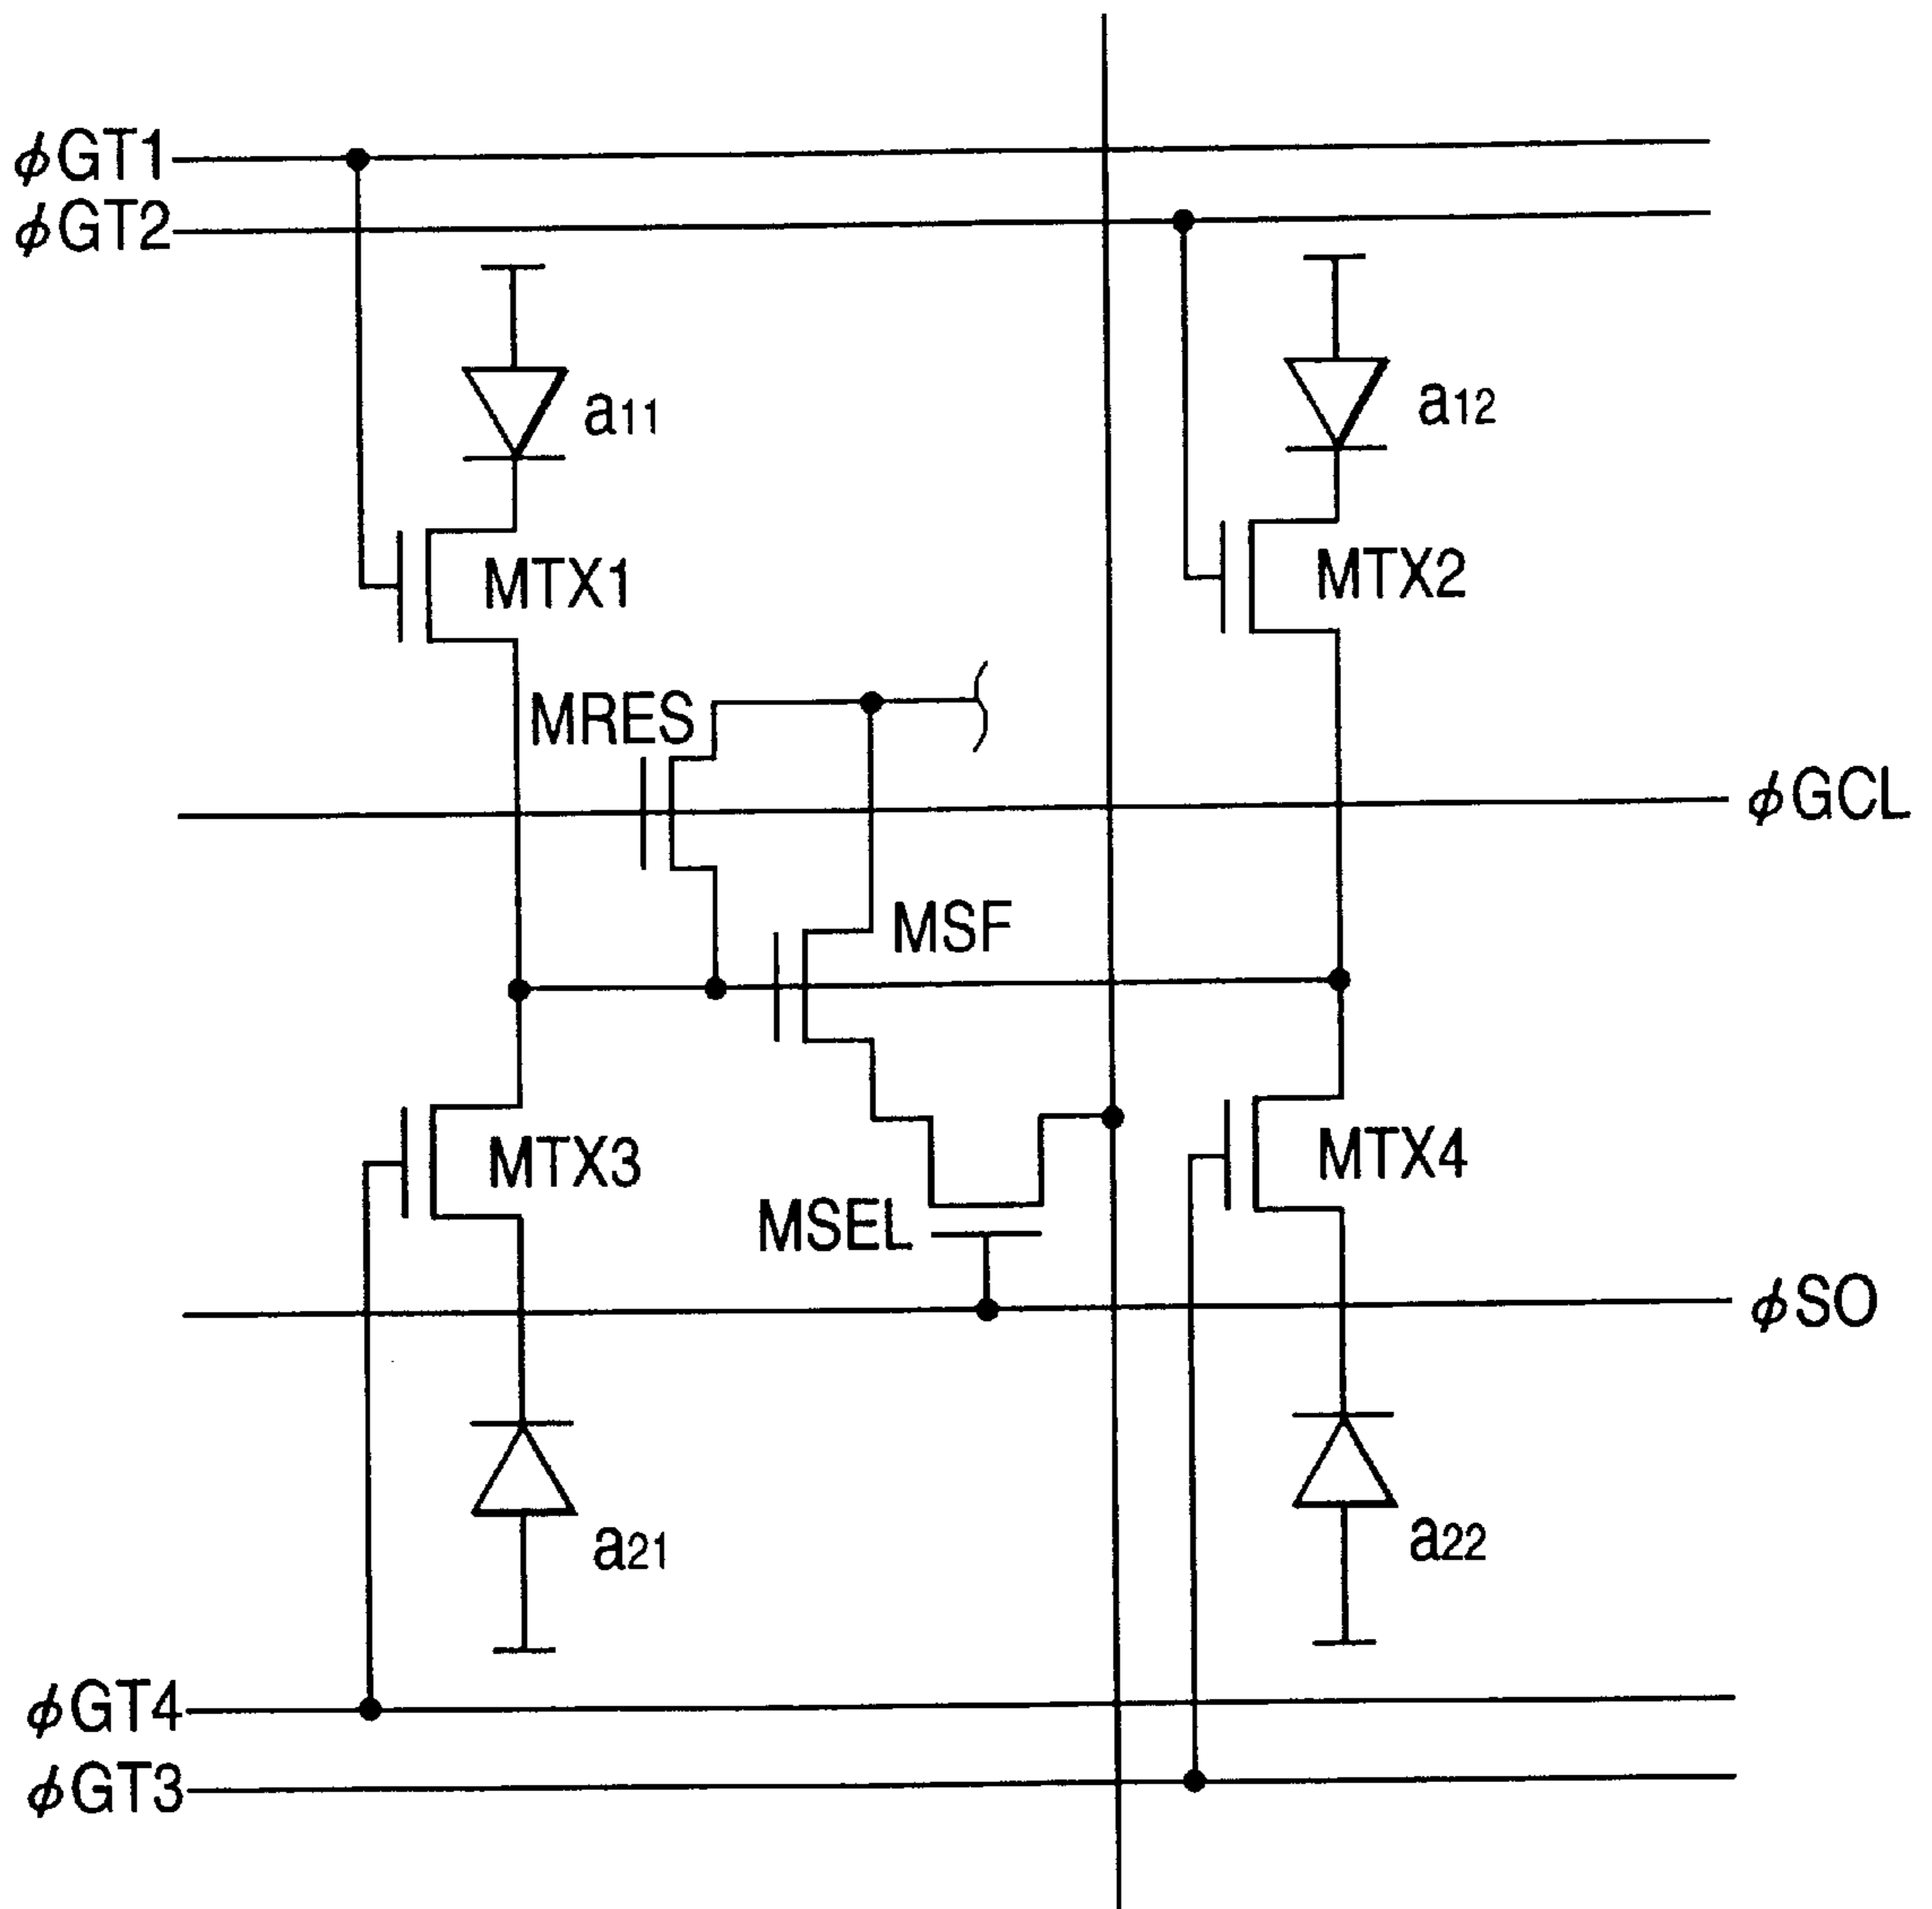 ϕGT1
ϕGT2
a11
a12
MTX1
MTX2
MRES
ϕGCL
MSF
MTX3
MTX4
MSEL
ϕSO
a21
a22
ϕGT4
ϕGT3